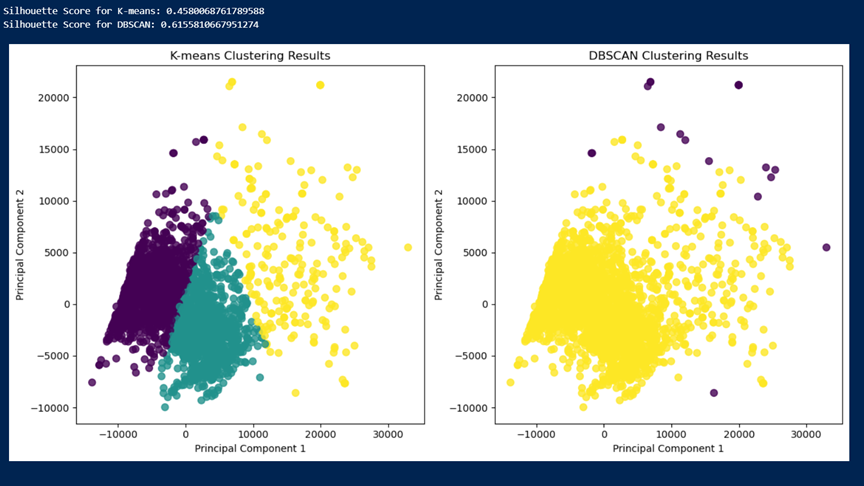 Silhouette Score for K-means: 0.4580068761789588
Silhouette Score for DBSCAN: 0.6155810667951274
K-means Clustering Results
20000
15000
10000
5000
0
−5000
−10000
Principal Component 2
−10000 0 10000 20000 30000
Principal Component 1
DBSCAN Clustering Results
20000
15000
10000
5000
0
−5000
−10000
Principal Component 2
−10000 0 10000 20000 30000
Principal Component 1